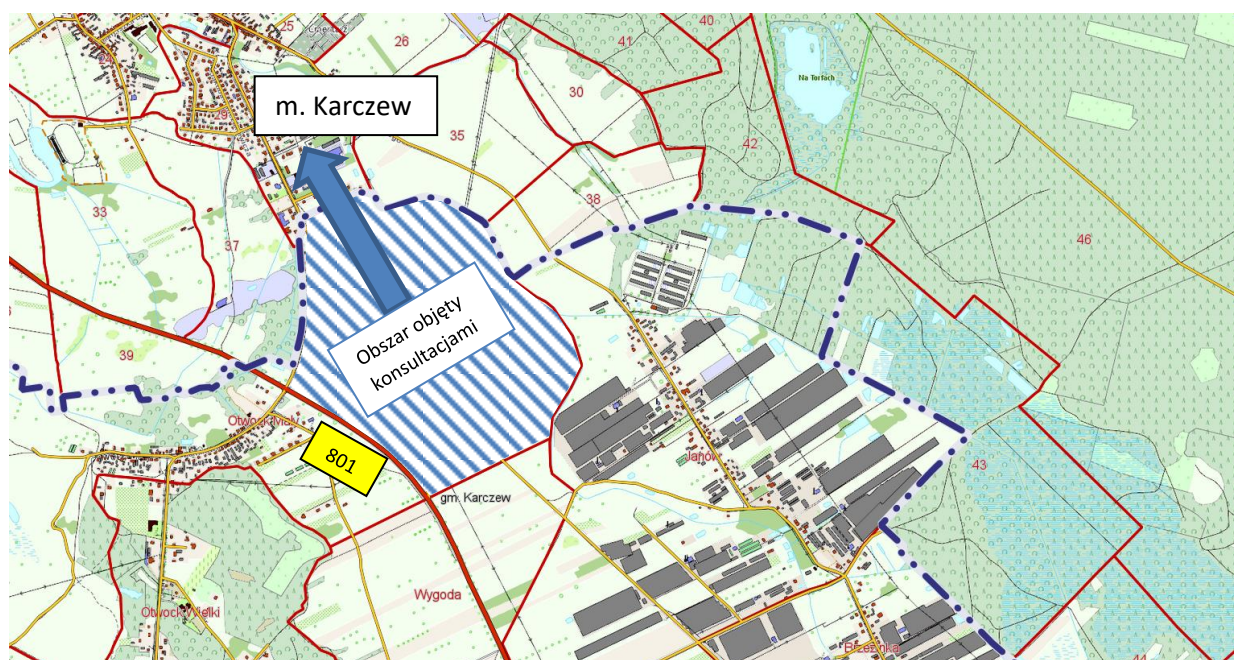 25
40
26
41
Na Torfach
30
m. Karczew
29
35
42
38
33
46
37
Obszar objęty
konsultacjami
39
801
Janów
43
gm. Karczew
Wygoda
Otwock Wielki
Brzezinka
44